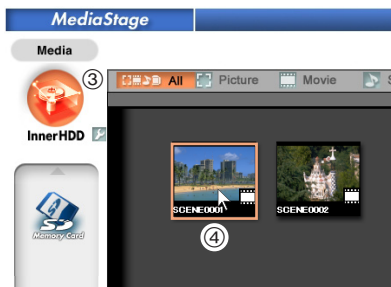 MediaStage
Media
③
All Picture Movie S
InnerHDD
SCENE0001 SCENE0002
④
SD
Memory Card